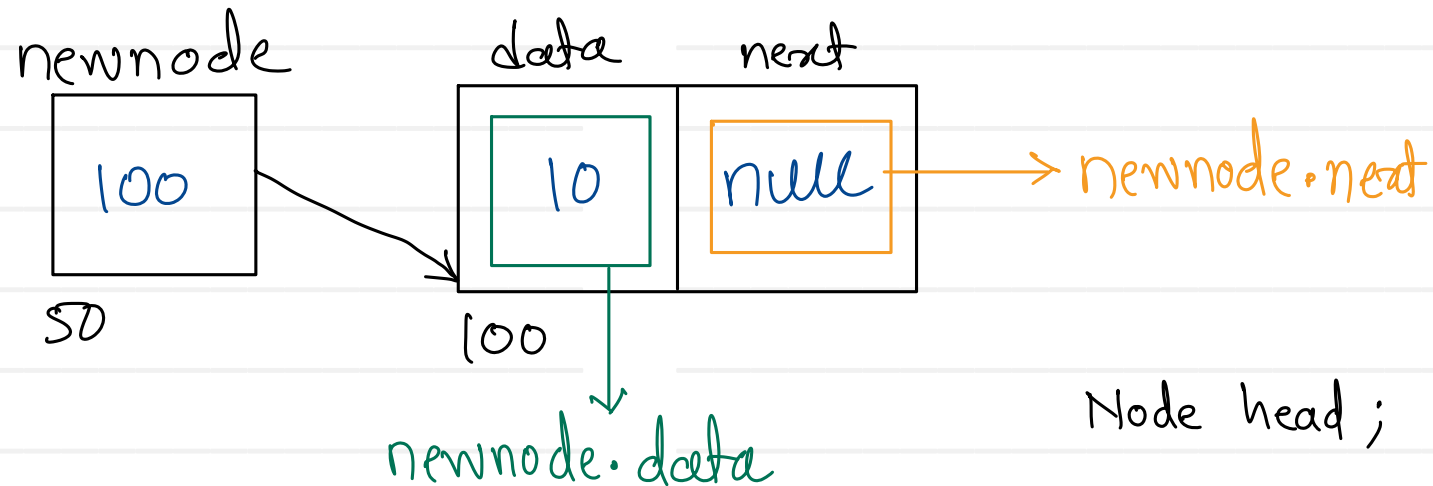 newnode data next
100 10 null newnode.next
50 100
Node head;
newnode.data